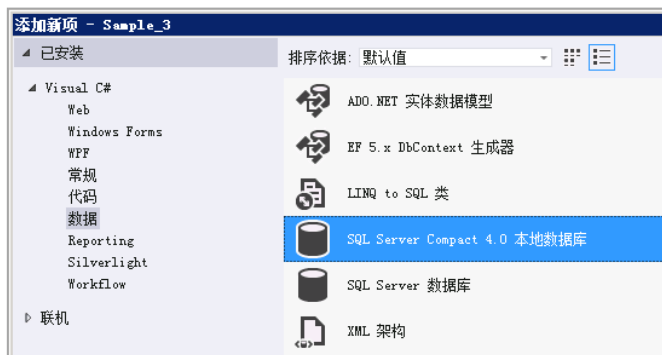 添加新项 - Sample_3
已安装
排序依据: 默认值
Visual C#
Web
Windows Forms
WPF
常规
代码
数据
Reporting
Silverlight
Workflow
联机
ADO.NET 实体数据模型
EF 5.x DbContext 生成器
LINQ to SQL 类
SQL Server Compact 4.0 本地数据库
SQL Server 数据库
XML 架构